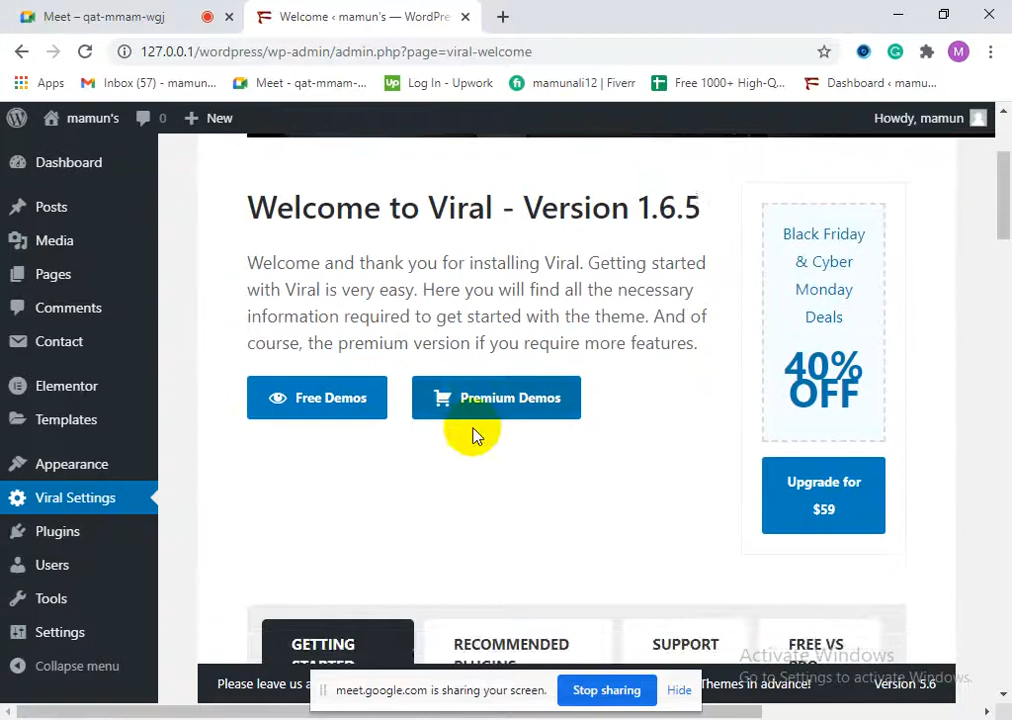 Meet – qat-mmam-wgj
Welcome ‹ mamun's — WordPre
127.0.0.1/wordpress/wp-admin/admin.php?page=viral-welcome
M
Apps
Inbox (57) - mamun...
Meet - qat-mmam-...
Log In - Upwork
mamunali12 | Fiverr
Free 1000+ High-Q...
Dashboard ‹ mamu...
mamun's
0
New
Howdy, mamun
Dashboard
Posts
Media
Pages
Comments
Contact
Elementor
Templates
Appearance
Viral Settings
Plugins
Users
Tools
Settings
Collapse menu
Welcome to Viral - Version 1.6.5
Welcome and thank you for installing Viral. Getting started
with Viral is very easy. Here you will find all the necessary
information required to get started with the theme. And of
course, the premium version if you require more features.
Free Demos
Premium Demos
Black Friday
& Cyber
Monday
Deals
40%
OFF
Upgrade for
$59
GETTING
STARTED
RECOMMENDED
PLUGINS
SUPPORT
FREE VS
Activate Windows
Go to Settings to activate Windows.
Please leave us a
Themes in advance!
Version 5.6
meet.google.com is sharing your screen.
Stop sharing
Hide